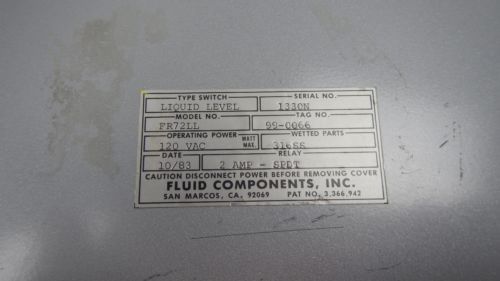 TYPE SWITCH SERIAL NO.
LIQUID LEVEL 1330N
MODEL NO. TAG NO.
FR72LL 99-0066
OPERATING POWER WATT MAX. WETTED PARTS
120 VAC 316SS
DATE RELAY
10/83 2 AMP - SPDT
CAUTION DISCONNECT POWER BEFORE REMOVING COVER
FLUID COMPONENTS, INC.
SAN MARCOS, CA. 92069 PAT NO. 3,366,942